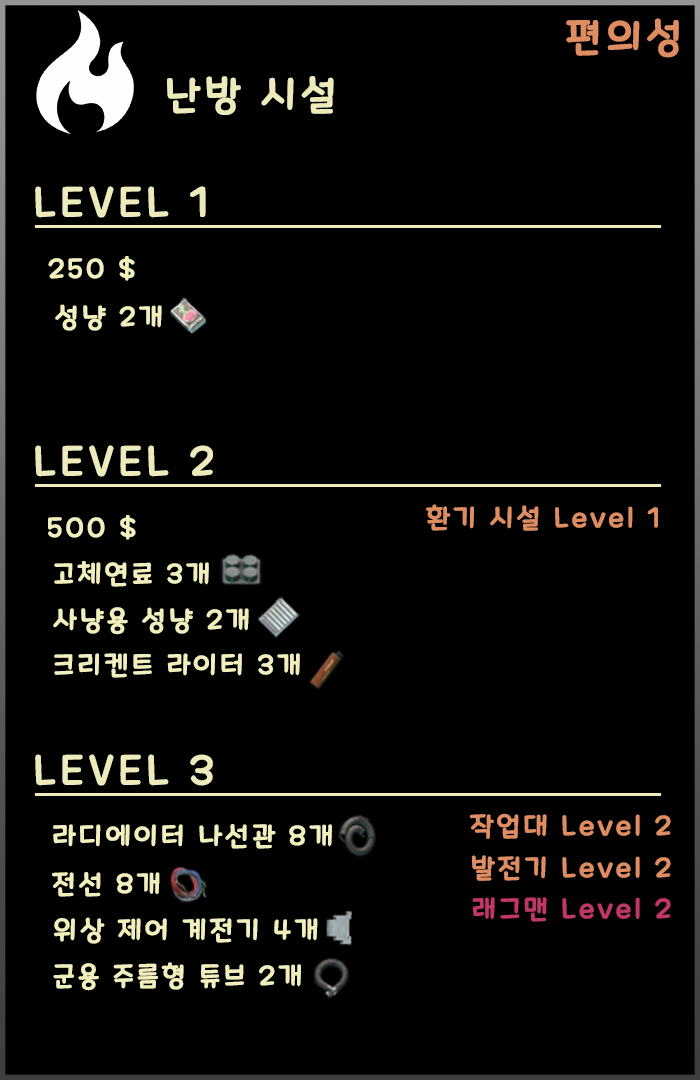 편의성
난방 시설
LEVEL 1
250 $
성냥 2개
LEVEL 2
500 $
환기 시설 Level 1
고체연료 3개
사냥용 성냥 2개
크리켄트 라이터 3개
LEVEL 3
라디에이터 나선관 8개
작업대 Level 2
전선 8개
발전기 Level 2
위상 제어 계전기 4개
래그맨 Level 2
군용 주름형 튜브 2개